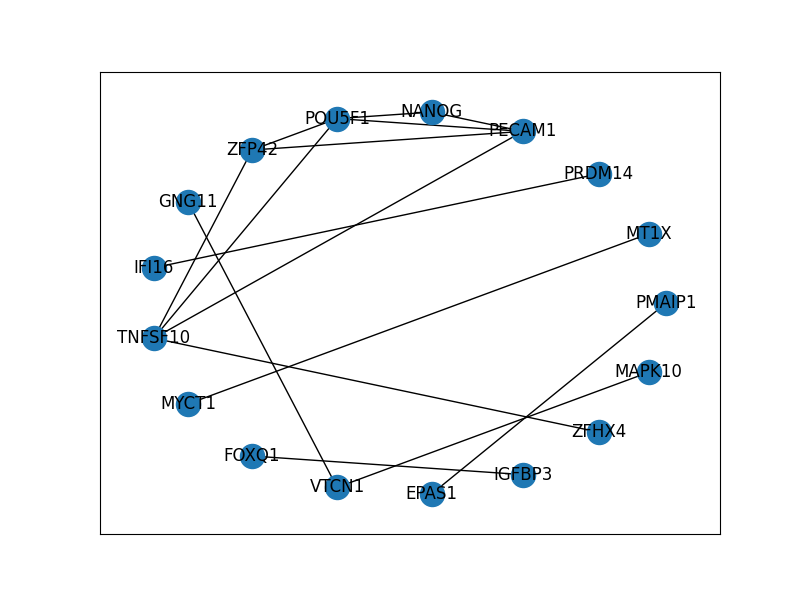 NANOG
POU5F1
PECAM1
ZFP42
PRDM14
GNG11
MT1X
IFI16
PMAIP1
TNFSF10
MAPK10
MYCT1
ZFHX4
FOXQ1
IGFBP3
VTCN1
EPAS1